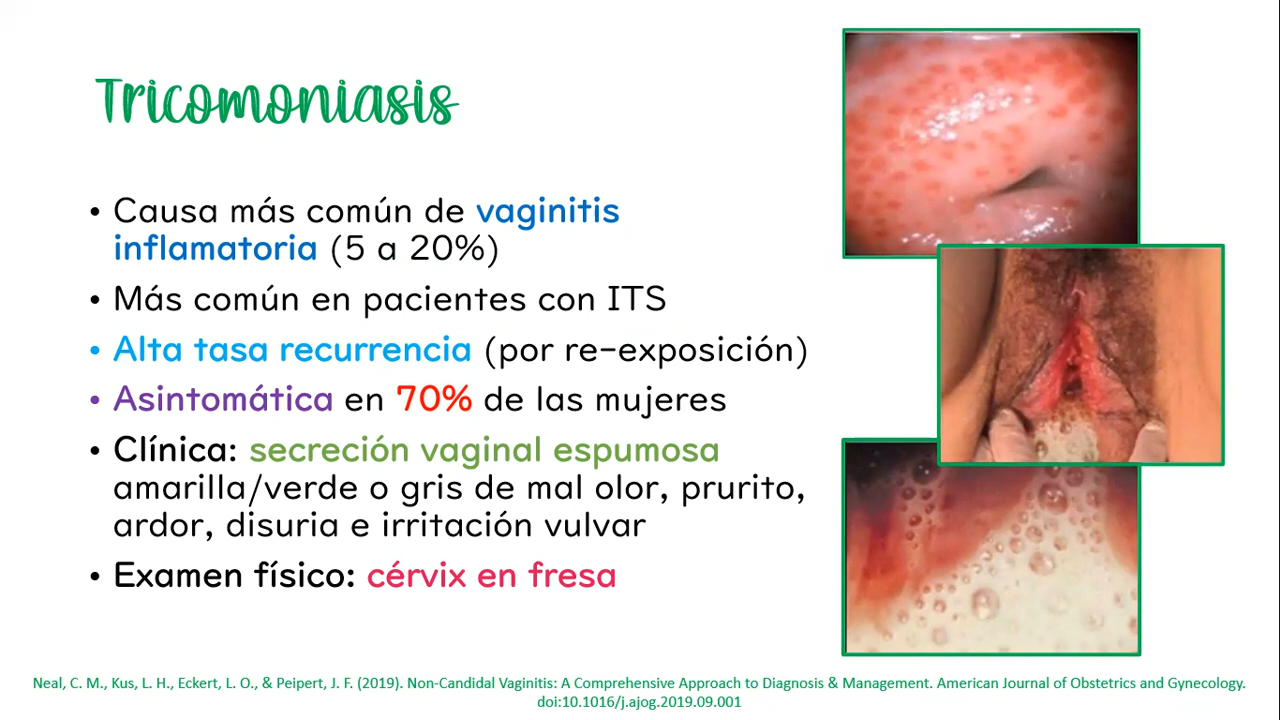 Tricomoniasis
• Causa más común de vaginitis
inflamatoria (5 a 20%)
• Más común en pacientes con ITS
• Alta tasa recurrencia (por re-exposición)
• Asintomática en 70% de las mujeres
• Clínica: secreción vaginal espumosa
amarilla/verde o gris de mal olor, prurito,
ardor, disuria e irritación vulvar
• Examen físico: cérvix en fresa
Neal, C. M., Kus, L. H., Eckert, L. O., & Peipert, J. F. (2019). Non-Candidal Vaginitis: A Comprehensive Approach to Diagnosis & Management. American Journal of Obstetrics and Gynecology.
doi:10.1016/j.ajog.2019.09.001